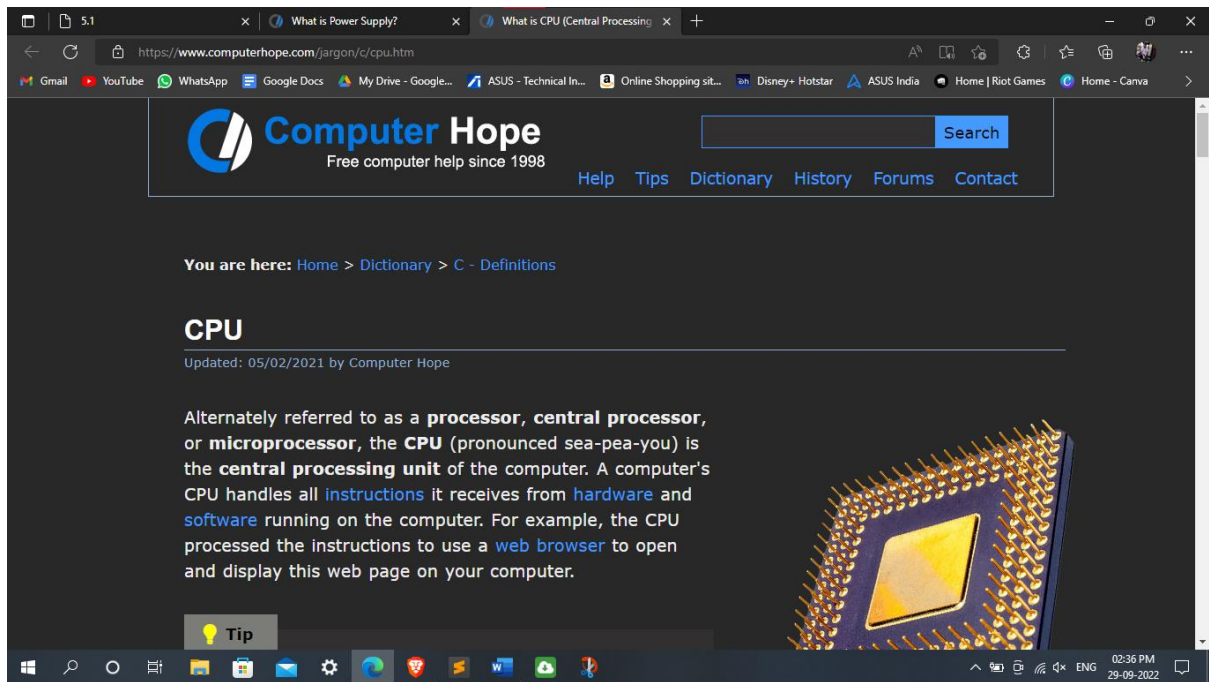 5.1
What is Power Supply?
What is CPU (Central Processing
https://www.computerhope.com/jargon/c/cpu.htm
Gmail YouTube WhatsApp Google Docs My Drive - Google... ASUS - Technical In... Online Shopping sit... Disney+ Hotstar ASUS India Home | Riot Games Home - Canva
Computer Hope
Free computer help since 1998
Search
Help Tips Dictionary History Forums Contact
You are here: Home > Dictionary > C - Definitions
CPU
Updated: 05/02/2021 by Computer Hope
Alternately referred to as a processor, central processor,
or microprocessor, the CPU (pronounced sea-pea-you) is
the central processing unit of the computer. A computer's
CPU handles all instructions it receives from hardware and
software running on the computer. For example, the CPU
processed the instructions to use a web browser to open
and display this web page on your computer.
Tip
ENG
02:36 PM
29-09-2022